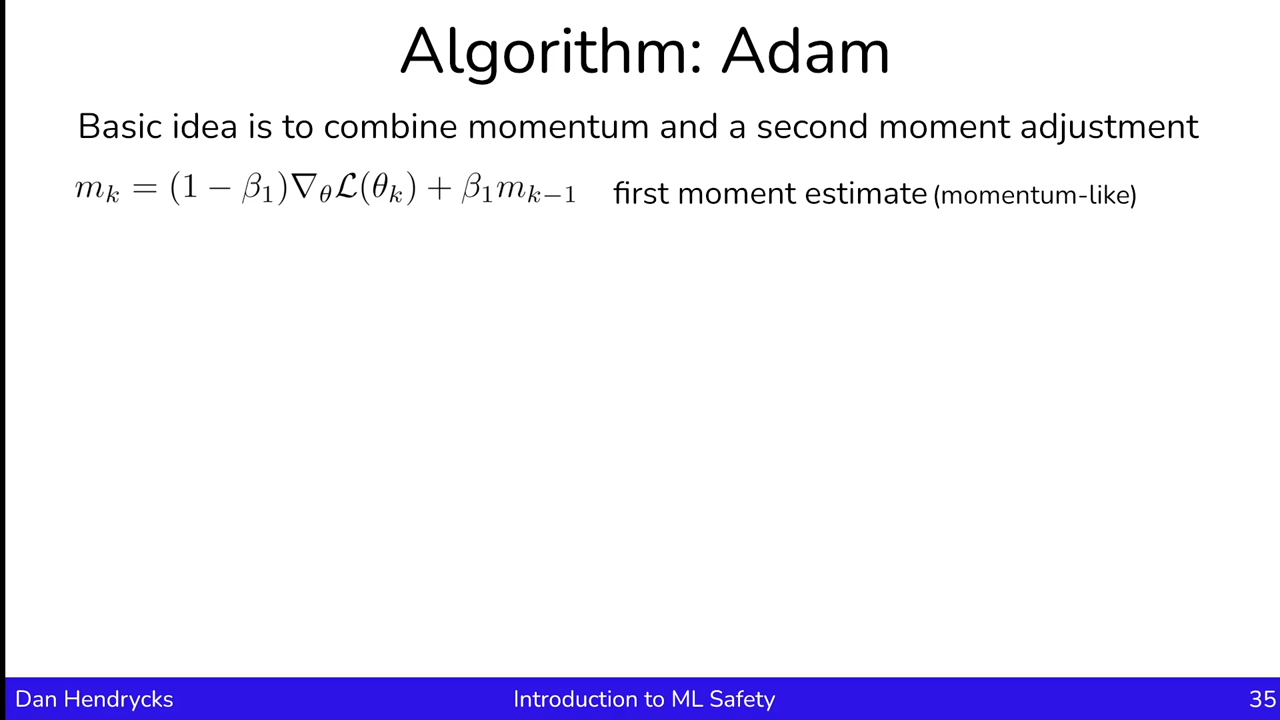 Algorithm: Adam
Basic idea is to combine momentum and a second moment adjustment
m_k = (1 − β_1)∇_θ ℒ(θ_k) + β_1 m_{k−1} first moment estimate (momentum-like)
Dan Hendrycks Introduction to ML Safety 35